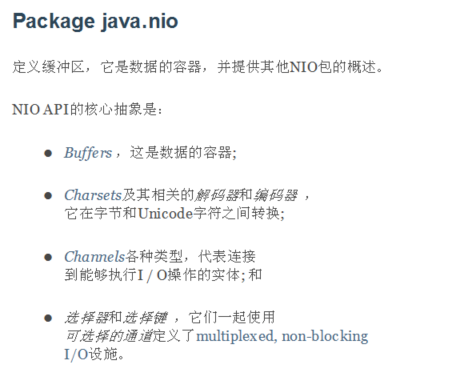 Package java.nio
定义缓冲区，它是数据的容器，并提供其他NIO包的概述。
NIO API的核心抽象是：
● Buffers ，这是数据的容器;
● Charsets及其相关的解码器和编码器 ，
它在字节和Unicode字符之间转换;
● Channels各种类型，代表连接
到能够执行I / O操作的实体; 和
● 选择器和选择键 ，它们一起使用
可选择的通道定义了multiplexed, non-blocking
I/O设施。